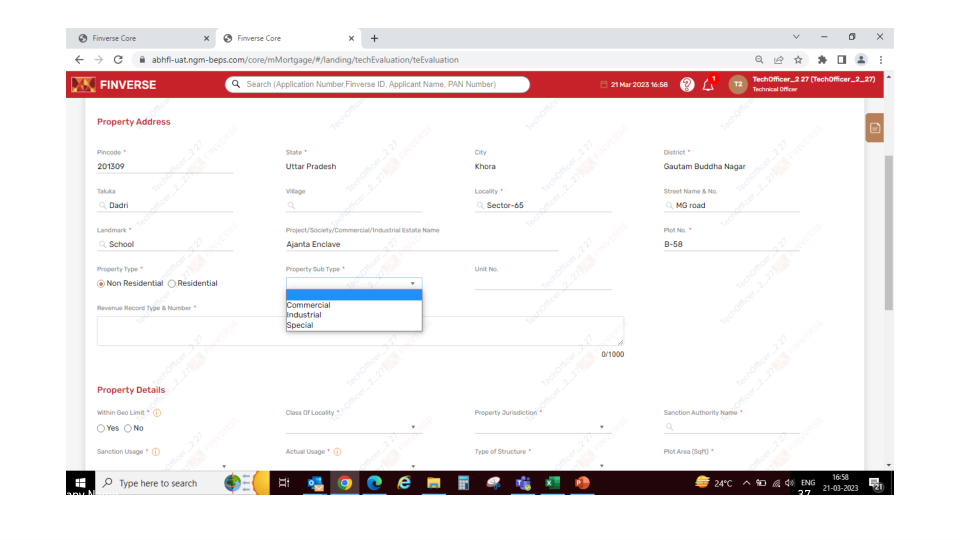 Finverse Core
Finverse Core
abhfl-uat.ngm-beps.com/core/mMortgage/#/landing/techEvaluation/teEvaluation
FINVERSE
Search (Application Number,Finverse ID, Applicant Name, PAN Number)
21 Mar 2023 16:58
1
T2
TechOfficer_2 27 (TechOfficer_2_27)
Technical Officer
Property Address
Pincode *
State *
City
District *
201309
Uttar Pradesh
Khora
Gautam Buddha Nagar
Taluka
Village
Locality *
Street Name & No.
Dadri
Sector-65
MG road
Landmark *
Project/Society/Commercial/Industrial Estate Name
Plot No. *
School
Ajanta Enclave
B-58
Property Type *
Property Sub Type *
Unit No.
Non Residential
Residential
Commercial
Industrial
Special
Revenue Record Type & Number *
0/1000
Property Details
Within Geo Limit *
Class Of Locality *
Property Jurisdiction *
Sanction Authority Name *
Yes
No
Sanction Usage *
Actual Usage *
Type of Structure *
Plot Area (Sqft) *
Type here to search
24°C
ENG
16:58
21-03-2023
21
37